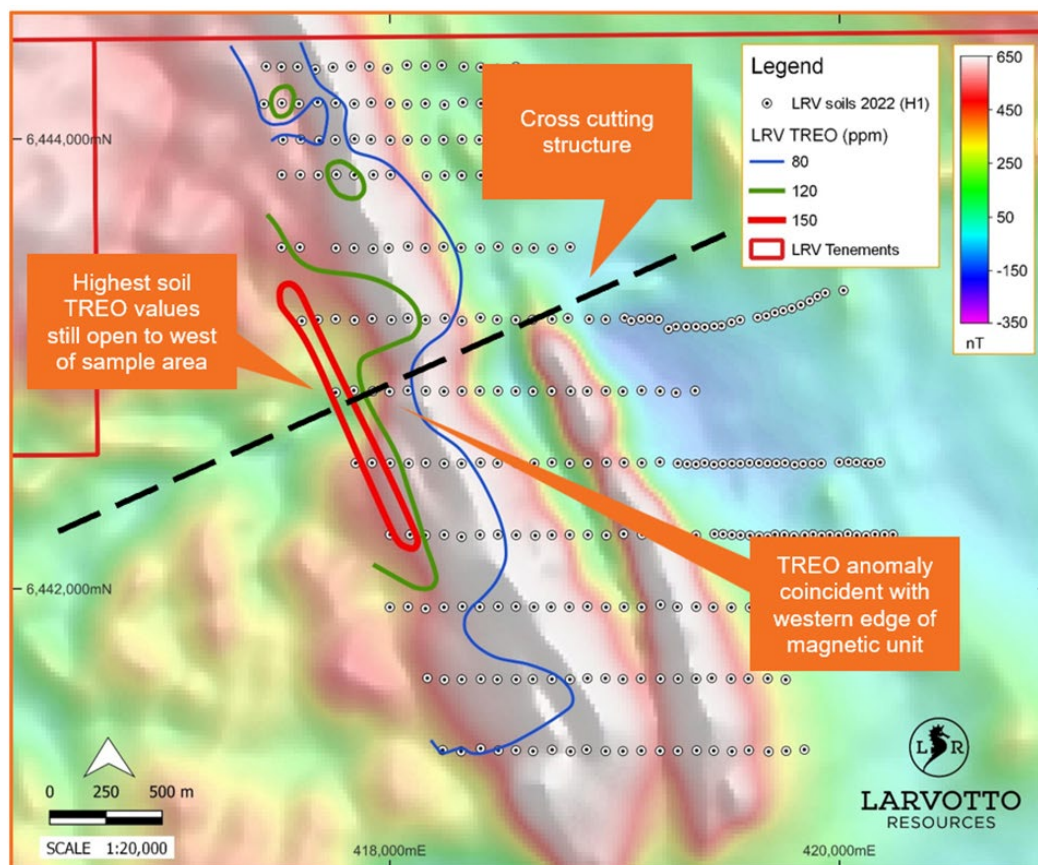 Legend
LRV soils 2022 (H1)
LRV TREO (ppm)
80
120
150
LRV Tenements
650
450
250
50
-150
-350
nT
Cross cutting
structure
6,444,000mN
Highest soil
TREO values
still open to west
of sample area
TREO anomaly
coincident with
western edge of
magnetic unit
6,442,000mN
0 250 500 m
SCALE 1:20,000
418,000mE
420,000mE
L R
LARVOTTO
RESOURCES